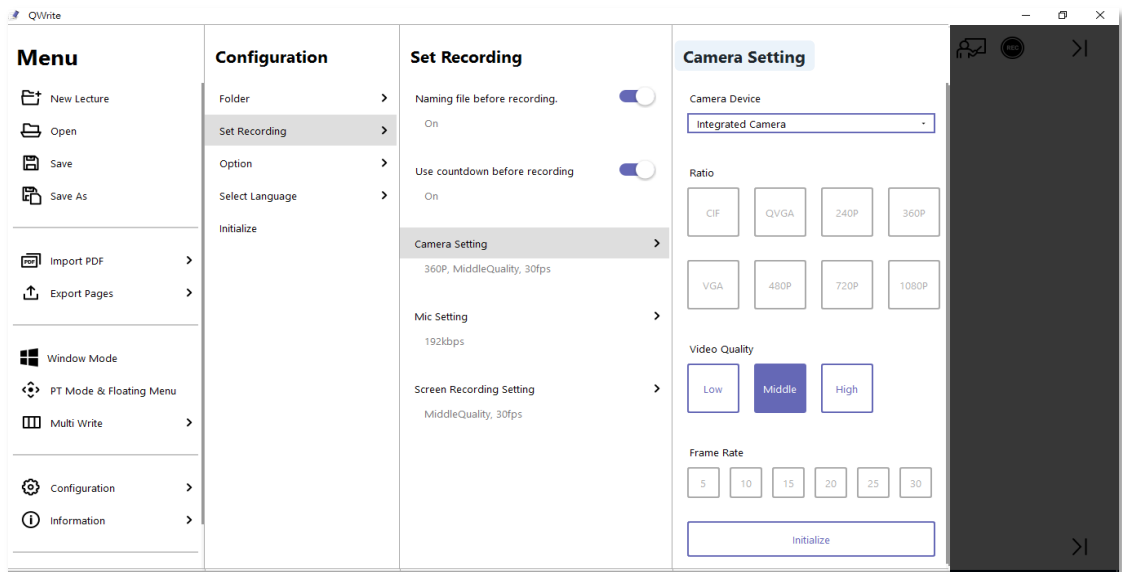 QWrite
Menu
New Lecture
Open
Save
Save As
PDF
Import PDF
Export Pages
Window Mode
PT Mode & Floating Menu
Multi Write
Configuration
Information
Configuration
Folder
Set Recording
Option
Select Language
Initialize
Set Recording
Naming file before recording.
On
Use countdown before recording
On
Camera Setting
360P, MiddleQuality, 30fps
Mic Setting
192kbps
Screen Recording Setting
MiddleQuality, 30fps
Camera Setting
Camera Device
Integrated Camera
Ratio
CIF QVGA 240P 360P
VGA 480P 720P 1080P
Video Quality
Low Middle High
Frame Rate
5 10 15 20 25 30
Initialize
REC